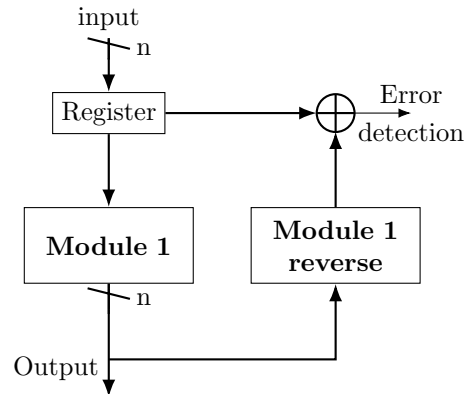 input
n
Register
Error
detection
Module 1
Module 1
reverse
n
Output